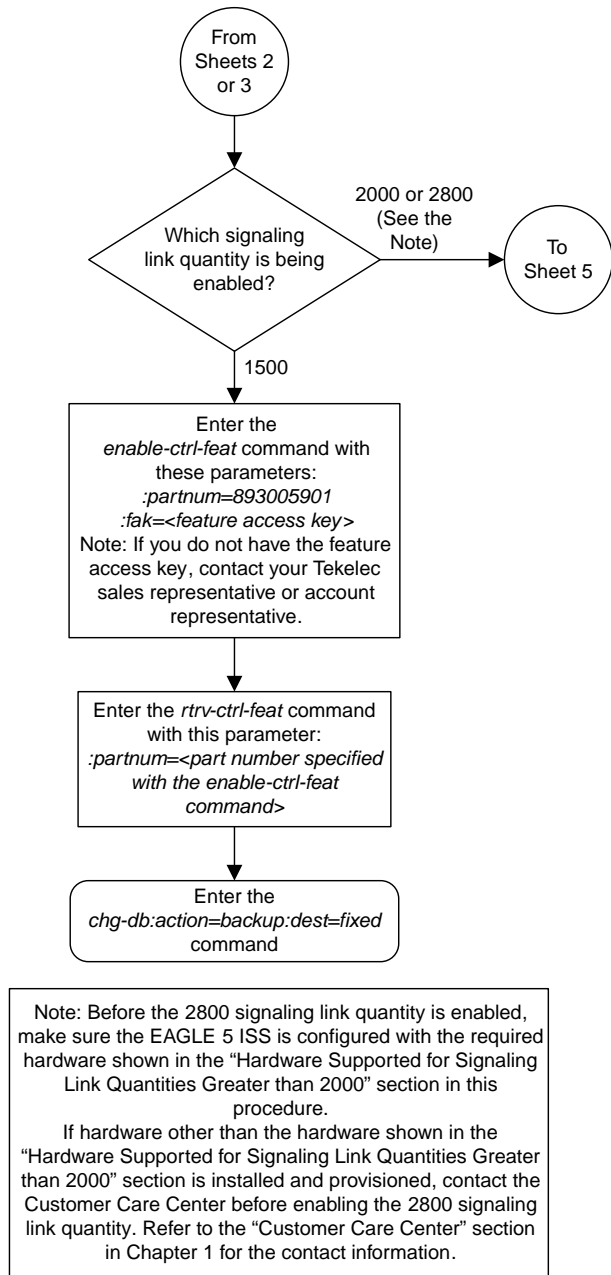 From
Sheets 2
or 3
Which signaling
link quantity is being
enabled?
2000 or 2800
(See the
Note)
To
Sheet 5
1500
Enter the
enable-ctrl-feat command with
these parameters:
:partnum=893005901
:fak=<feature access key>
Note: If you do not have the feature
access key, contact your Tekelec
sales representative or account
representative.
Enter the rtrv-ctrl-feat command
with this parameter:
:partnum=<part number specified
with the enable-ctrl-feat
command>
Enter the
chg-db:action=backup:dest=fixed
command
Note: Before the 2800 signaling link quantity is enabled,
make sure the EAGLE 5 ISS is configured with the required
hardware shown in the “Hardware Supported for Signaling
Link Quantities Greater than 2000” section in this
procedure.
If hardware other than the hardware shown in the
“Hardware Supported for Signaling Link Quantities Greater
than 2000” section is installed and provisioned, contact the
Customer Care Center before enabling the 2800 signaling
link quantity. Refer to the “Customer Care Center” section
in Chapter 1 for the contact information.